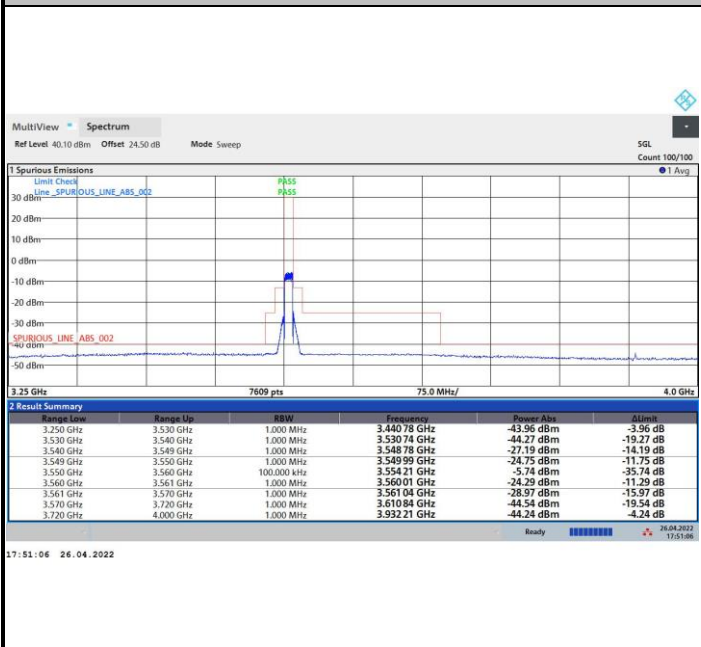 MultiView Spectrum
Ref Level 40.10 dBm Offset 24.50 dB Mode Sweep SGL
Count 100/100
1 Spurious Emissions 1 Avg
Limit Check PASS
Line _SPURIOUS_LINE_ABS_002 PASS
30 dBm
20 dBm
10 dBm
0 dBm
-10 dBm
-20 dBm
-30 dBm
SPURIOUS_LINE_ABS_002
-40 dBm
-50 dBm
3.25 GHz 7609 pts 75.0 MHz/ 4.0 GHz
2 Result Summary
Range Low Range Up RBW Frequency Power Abs ΔLimit
3.250 GHz 3.530 GHz 1.000 MHz 3.440 78 GHz -43.96 dBm -3.96 dB
3.530 GHz 3.540 GHz 1.000 MHz 3.530 74 GHz -44.27 dBm -19.27 dB
3.540 GHz 3.549 GHz 1.000 MHz 3.548 78 GHz -27.19 dBm -14.19 dB
3.549 GHz 3.550 GHz 1.000 MHz 3.549 99 GHz -24.75 dBm -11.75 dB
3.550 GHz 3.560 GHz 100.000 kHz 3.554 21 GHz -5.74 dBm -35.74 dB
3.560 GHz 3.561 GHz 1.000 MHz 3.560 01 GHz -24.29 dBm -11.29 dB
3.561 GHz 3.570 GHz 1.000 MHz 3.561 04 GHz -28.97 dBm -15.97 dB
3.570 GHz 3.720 GHz 1.000 MHz 3.610 84 GHz -44.54 dBm -19.54 dB
3.720 GHz 4.000 GHz 1.000 MHz 3.932 21 GHz -44.24 dBm -4.24 dB
Ready 26.04.2022
17:51:06
17:51:06 26.04.2022